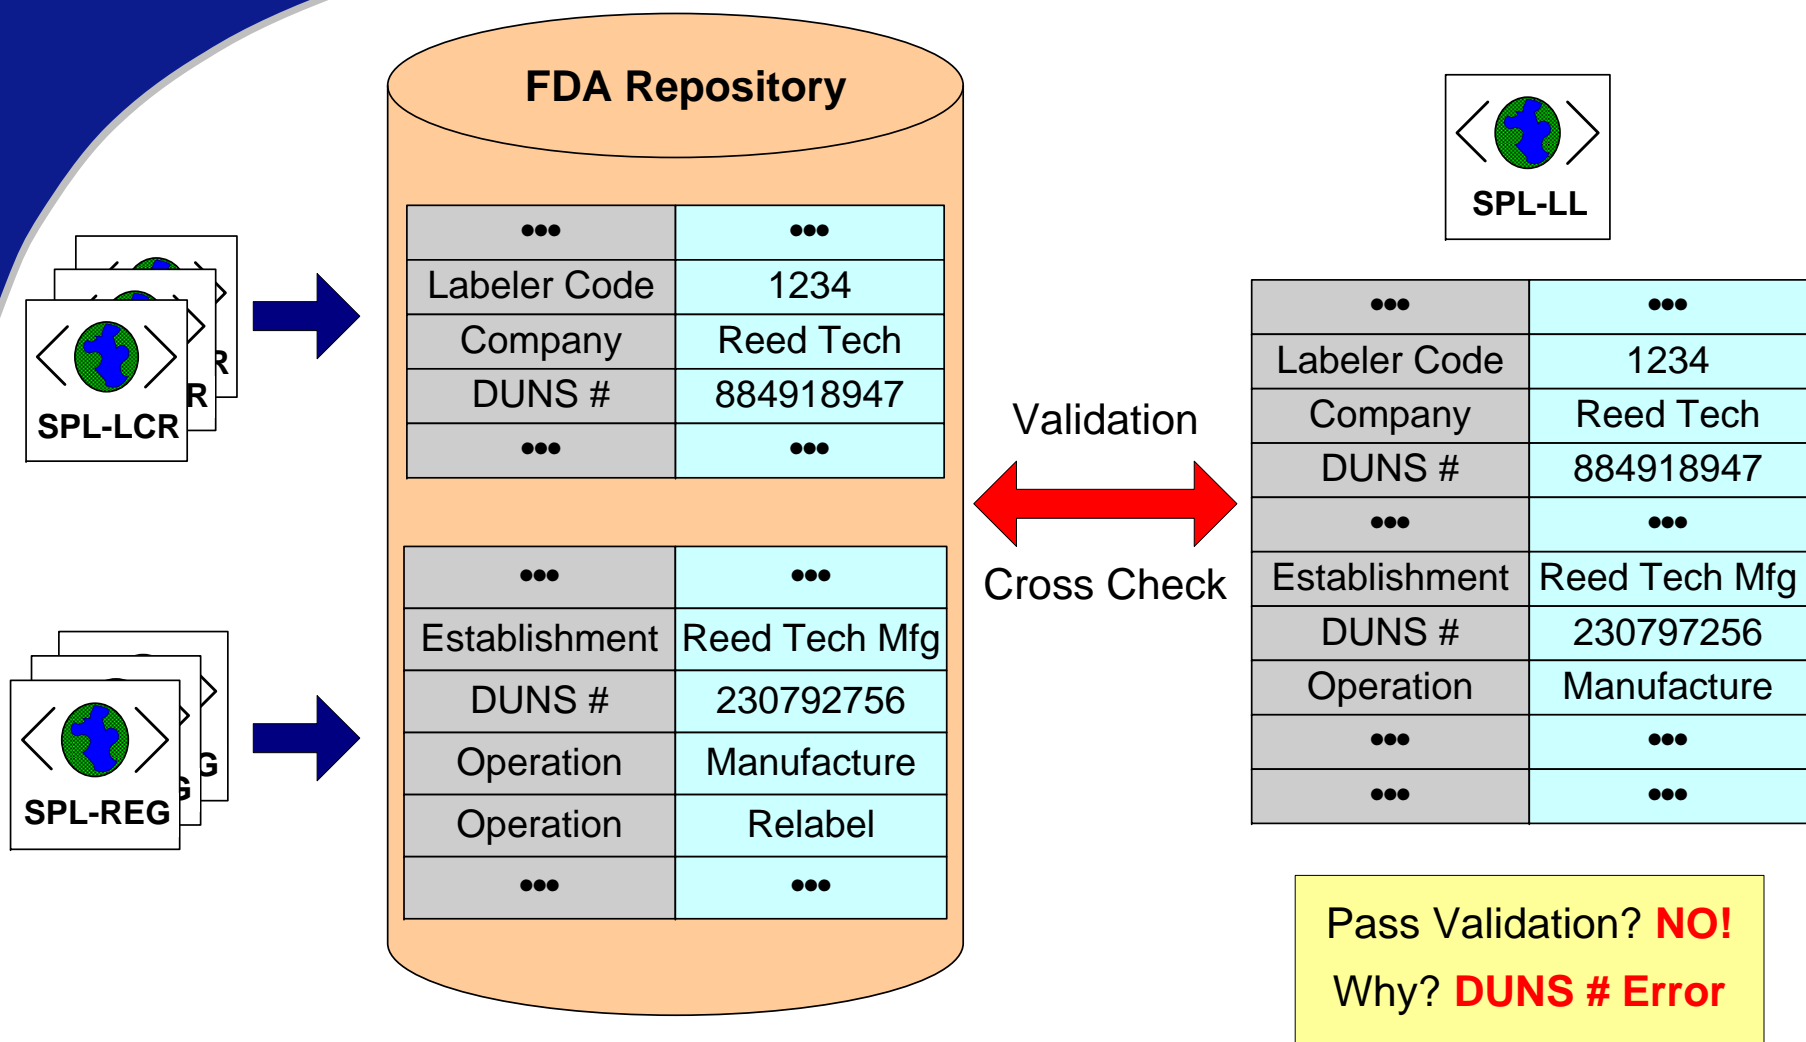 FDA Repository
SPL-LL
••• •••
Labeler Code 1234
Company Reed Tech
DUNS # 884918947
••• •••
R
R
SPL-LCR
Validation
Cross Check
••• •••
Establishment Reed Tech Mfg
DUNS # 230792756
Operation Manufacture
Operation Relabel
••• •••
G
G
SPL-REG
••• •••
Labeler Code 1234
Company Reed Tech
DUNS # 884918947
••• •••
Establishment Reed Tech Mfg
DUNS # 230797256
Operation Manufacture
••• •••
••• •••
Pass Validation? NO!
Why? DUNS # Error